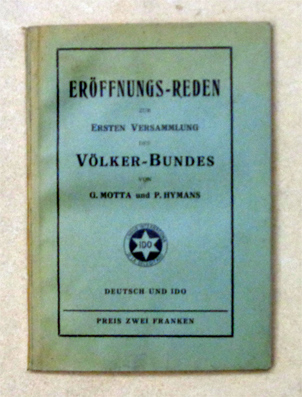 ERÖFFNUNGS-REDEN
ZUR
ERSTEN VERSAMMLUNG
DES
VÖLKER-BUNDES
VON
G. MOTTA und P. HYMANS
IDO
DEUTSCH UND IDO
PREIS ZWEI FRANKEN